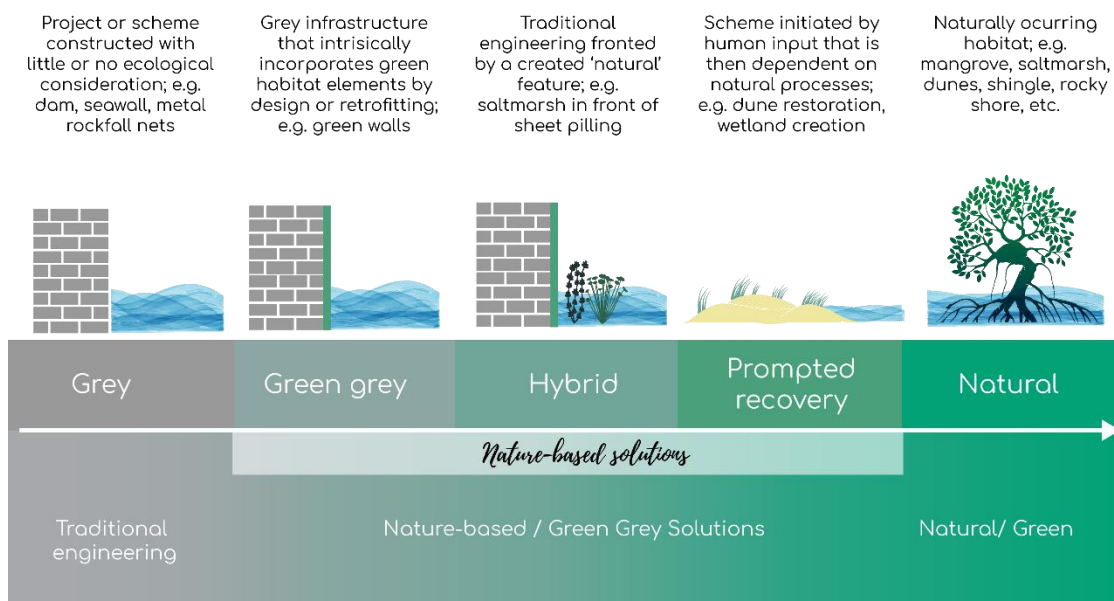 Project or scheme
constructed with
little or no ecological
consideration; e.g.
dam, seawall, metal
rockfall nets
Grey infrastructure
that intrisically
incorporates green
habitat elements by
design or retrofitting;
e.g. green walls
Traditional
engineering fronted
by a created ‘natural’
feature; e.g.
saltmarsh in front of
sheet pilling
Scheme initiated by
human input that is
then dependent on
natural processes;
e.g. dune restoration,
wetland creation
Naturally ocurring
habitat; e.g.
mangrove, saltmarsh,
dunes, shingle, rocky
shore, etc.
Grey
Green grey
Hybrid
Prompted
recovery
Natural
Nature-based solutions
Traditional
engineering
Nature-based / Green Grey Solutions
Natural/ Green